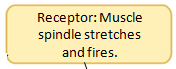 Receptor: Muscle
spindle stretches
and fires.